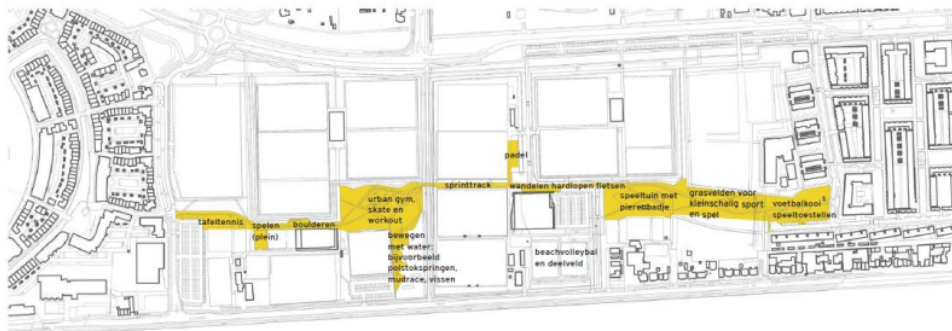 padel
sprinttrack
wandelen hardlopen fietsen
tafeltennis
spelen
(plein)
boulderen
urban gym,
skate en
workout
speeltuin met
pierenbadje
grasvelden voor
kleinschalig sport
en spel
voetbalkooi
speeltoestellen
bewegen
met water:
bijvoorbeeld
polstokspringen,
mudrace, vissen
beachvolleybal
en deelveld